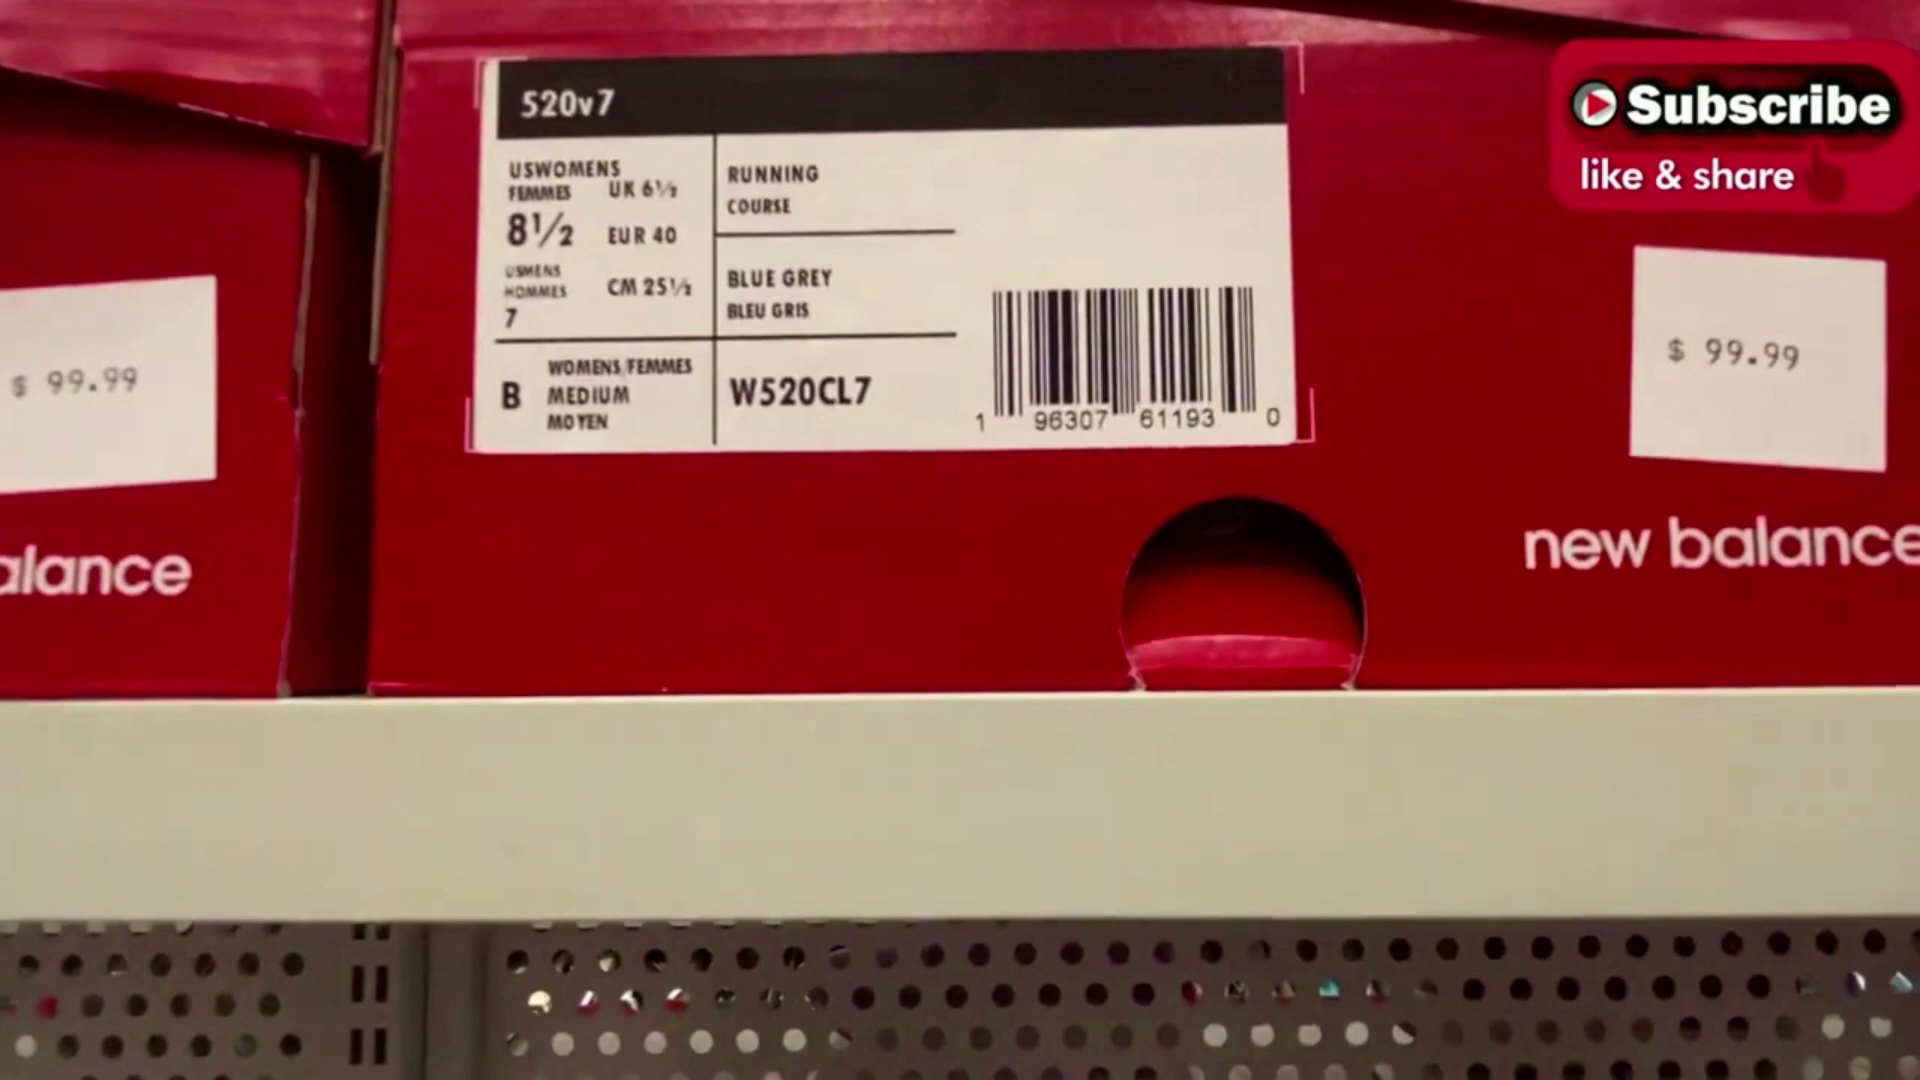 520v7
USWOMENS
FEMMES
8½
UK 6½
EUR 40
USMENS
HOMMES
7
CM 25½
RUNNING
COURSE
BLUE GREY
BLEU GRIS
B
WOMENS/FEMMES
MEDIUM
MOYEN
W520CL7
1 96307 61193 0
Subscribe
like & share
$ 99.99
new balance
$ 99.99
alance